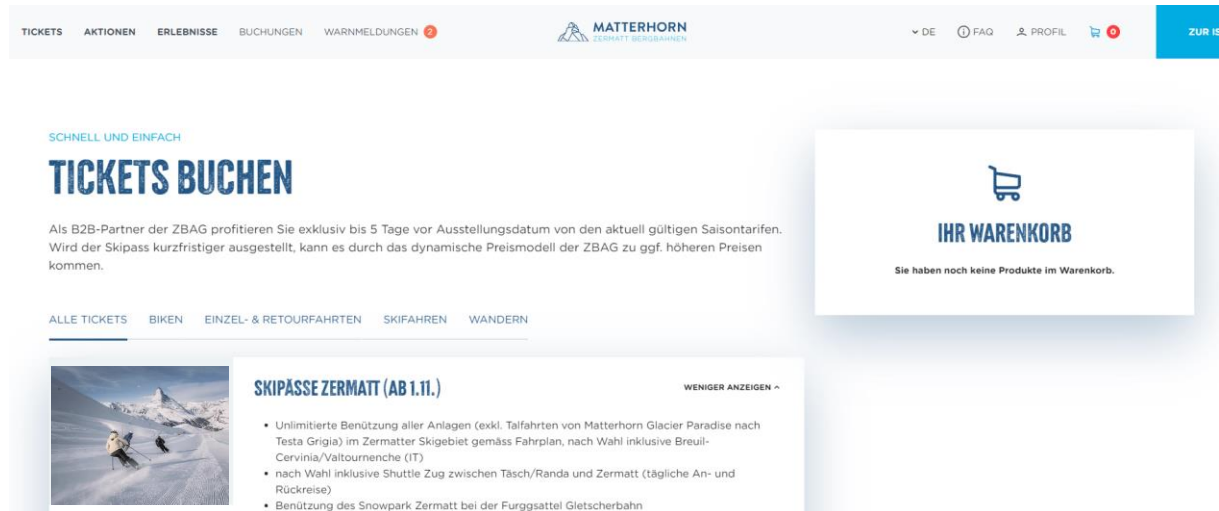 TICKETS AKTIONEN ERLEBNISSE BUCHUNGEN WARNMELDUNGEN 2
MATTERHORN
ZERMATT BERGBAHNEN
DE FAQ PROFIL 0 ZUR IS
SCHNELL UND EINFACH
TICKETS BUCHEN
Als B2B-Partner der ZBAG profitieren Sie exklusiv bis 5 Tage vor Ausstellungsdatum von den aktuell gültigen Saisontarifen.
Wird der Skipass kurzfristiger ausgestellt, kann es durch das dynamische Preismodell der ZBAG zu ggf. höheren Preisen
kommen.
IHR WARENKORB
Sie haben noch keine Produkte im Warenkorb.
ALLE TICKETS BIKEN EINZEL- & RETOURFAHRTEN SKIFAHREN WANDERN
SKIPÄSSE ZERMATT (AB 1.11.)
WENIGER ANZEIGEN
• Unlimitierte Benützung aller Anlagen (exkl. Talfahrten von Matterhorn Glacier Paradise nach
Testa Grigia) im Zermatter Skigebiet gemäss Fahrplan, nach Wahl inklusive Breuil-
Cervinia/Valtournenche (IT)
• nach Wahl inklusive Shuttle Zug zwischen Täsch/Randa und Zermatt (tägliche An- und
Rückreise)
• Benützung des Snowpark Zermatt bei der Furggsattel Gletscherbahn